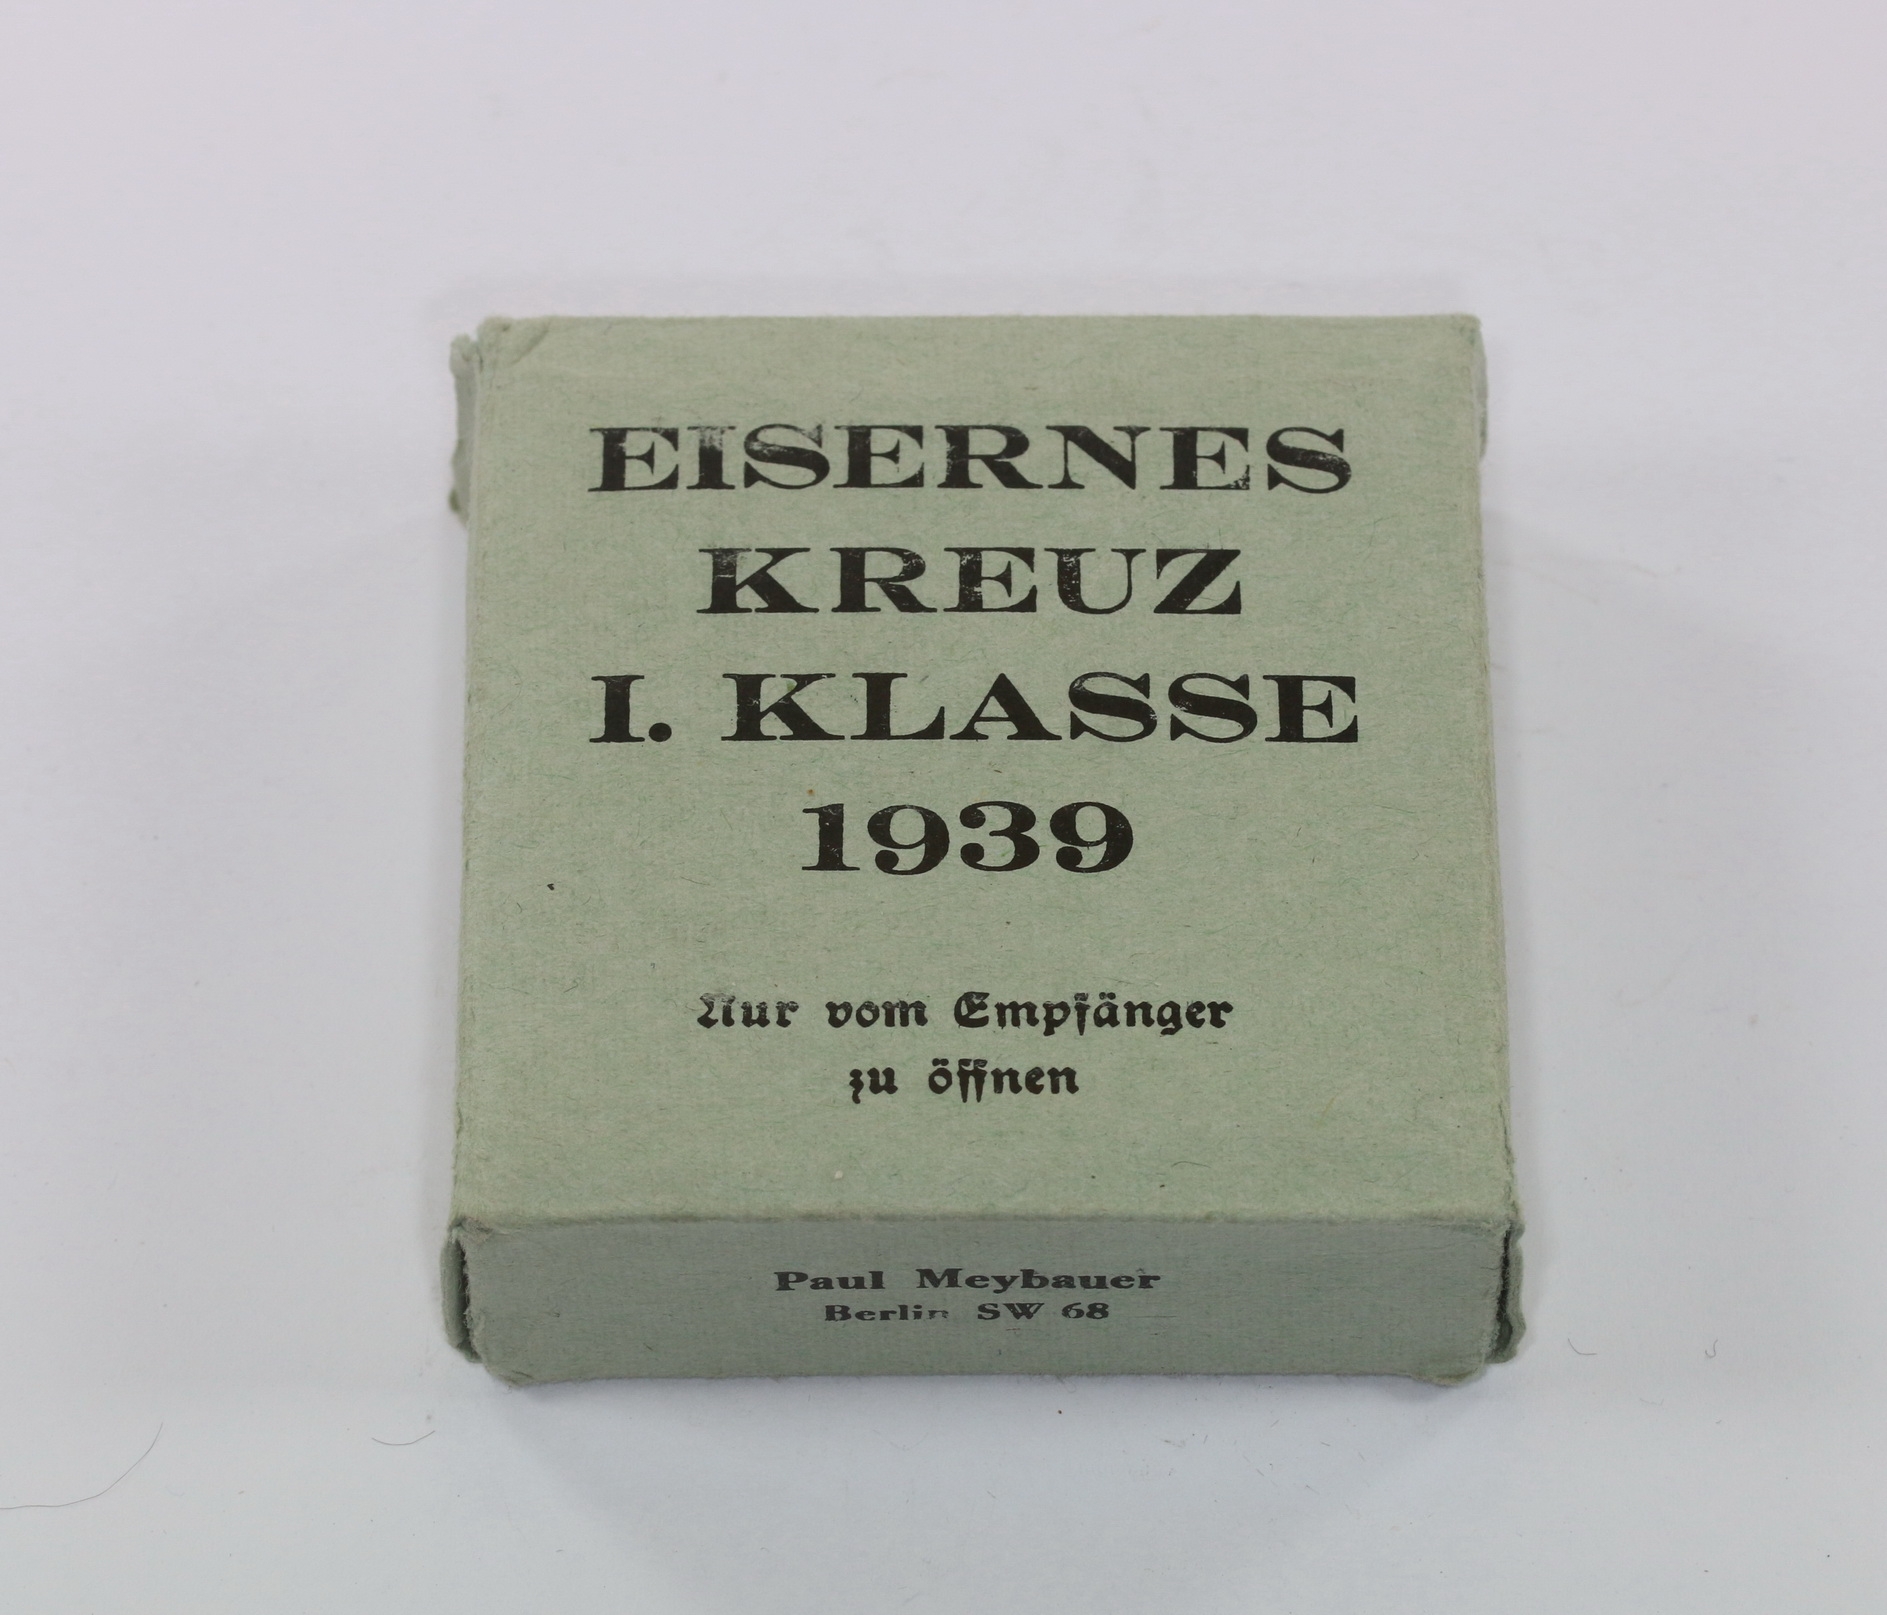 EISERNES
KREUZ
I. KLASSE
1939
Nur vom Empfänger
zu öffnen
Paul Meybauer
Berlin SW 68